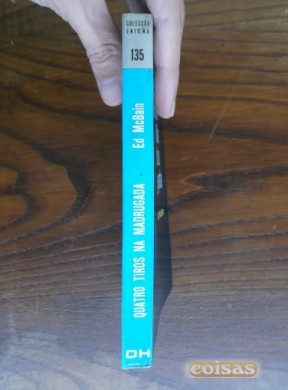 COLECÇÃO
ENIGMA
135
QUATRO TIROS NA MADRUGADA Ed McBain
DH
coisas